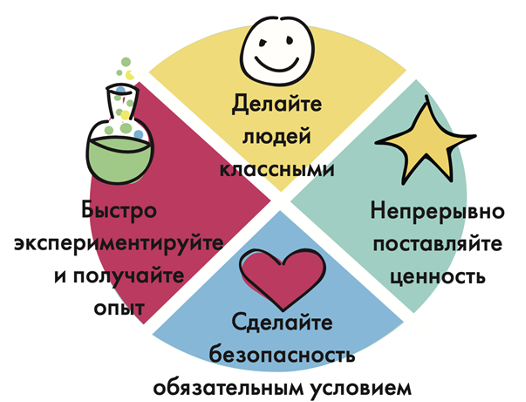 Делайте
людей
классными
Быстро
экспериментируйте
и получайте
опыт
Непрерывно
поставляйте
ценность
Сделайте
безопасность
обязательным условием